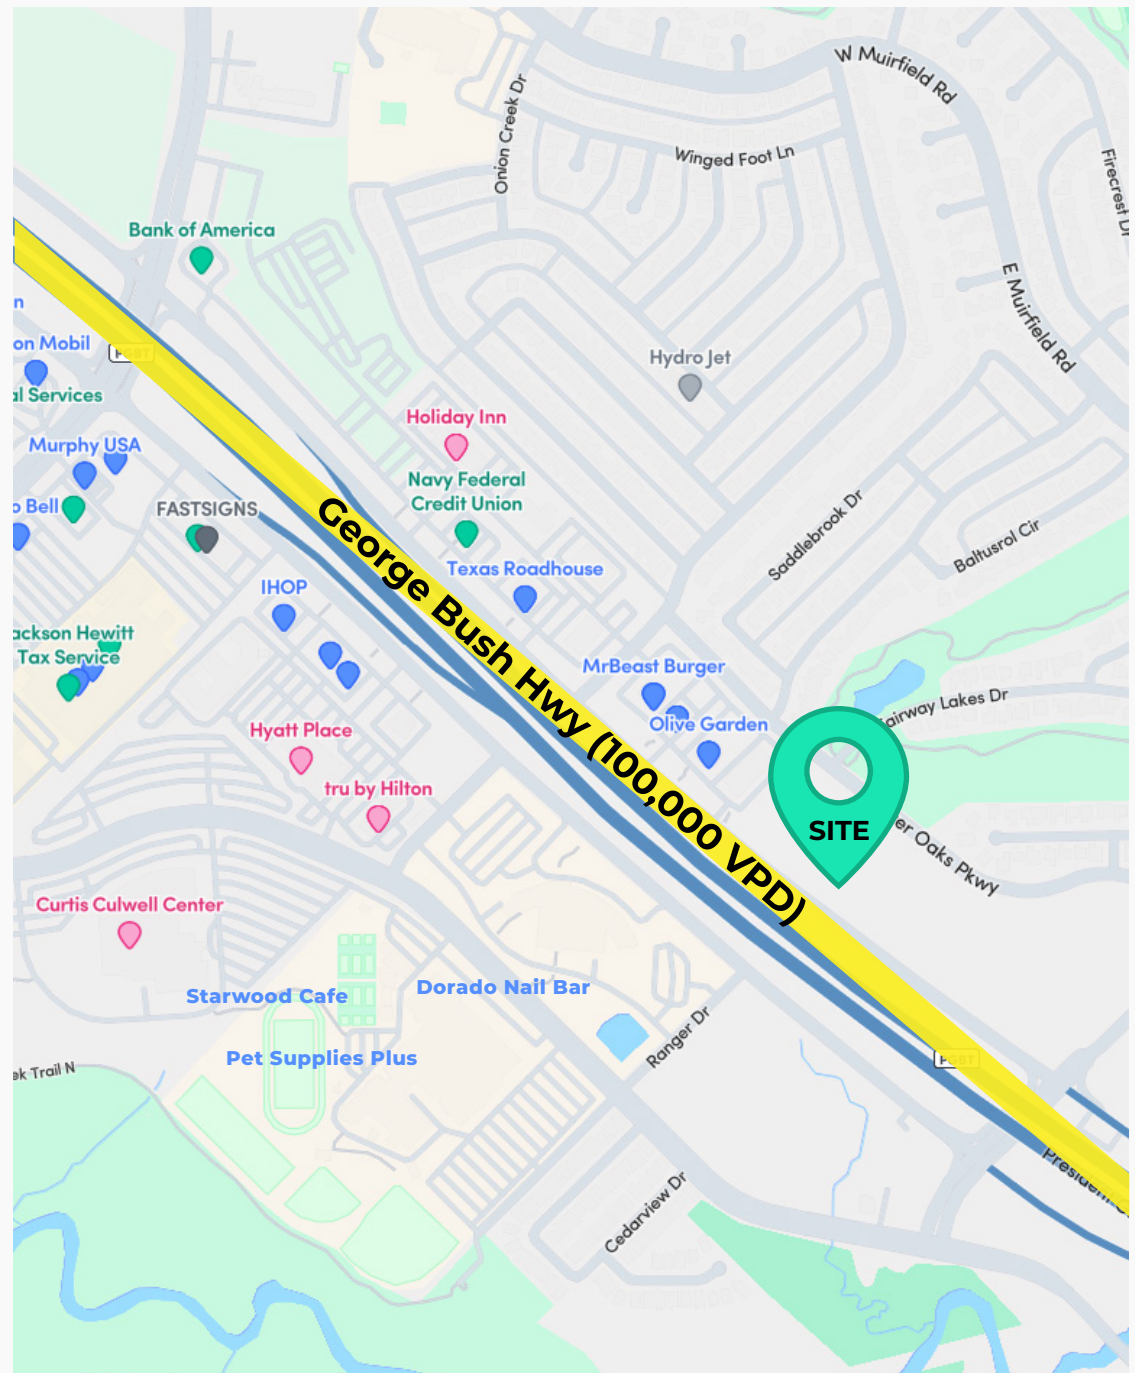 W Muirfield Rd
Onion Creek Dr
Winged Foot Ln
Firecrest Dr
Bank of America
E Muirfield Rd
on Mobil
PGBT
Hydro Jet
al Services
Holiday Inn
Murphy USA
Navy Federal
Credit Union
o Bell
FASTSIGNS
Saddlebrook Dr
Baltusrol Cir
George Bush Hwy (100,000 VPD)
Texas Roadhouse
IHOP
ackson Hewitt
Tax Service
MrBeast Burger
Fairway Lakes Dr
Olive Garden
Hyatt Place
tru by Hilton
SITE
er Oaks Pkwy
Curtis Culwell Center
Dorado Nail Bar
Starwood Cafe
Ranger Dr
Pet Supplies Plus
PGBT
ek Trail N
President G
Cedarview Dr